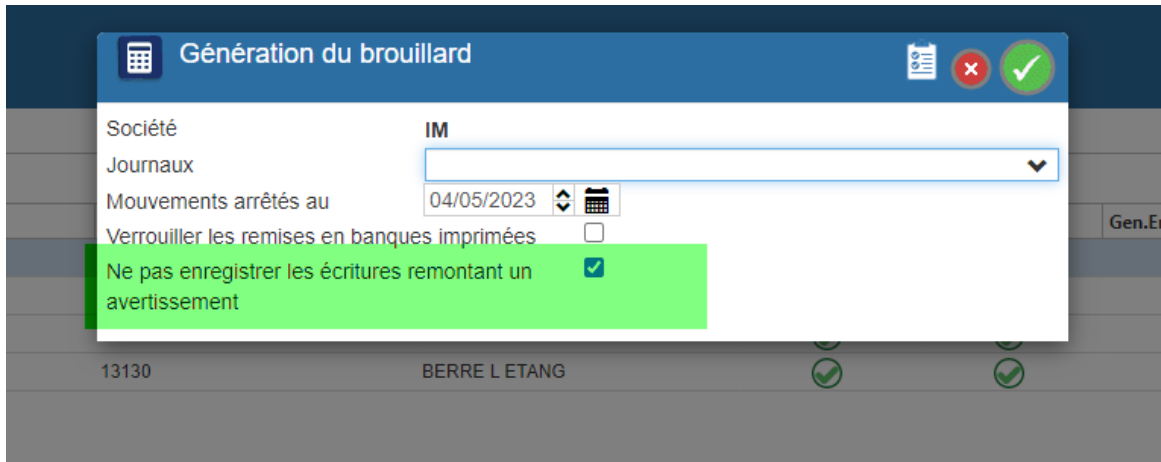 Génération du brouillard
Société IM
Journaux
Mouvements arrêtés au 04/05/2023
Verrouiller les remises en banques imprimées
Ne pas enregistrer les écritures remontant un
avertissement
Gen.
13130 BERRE L ETANG